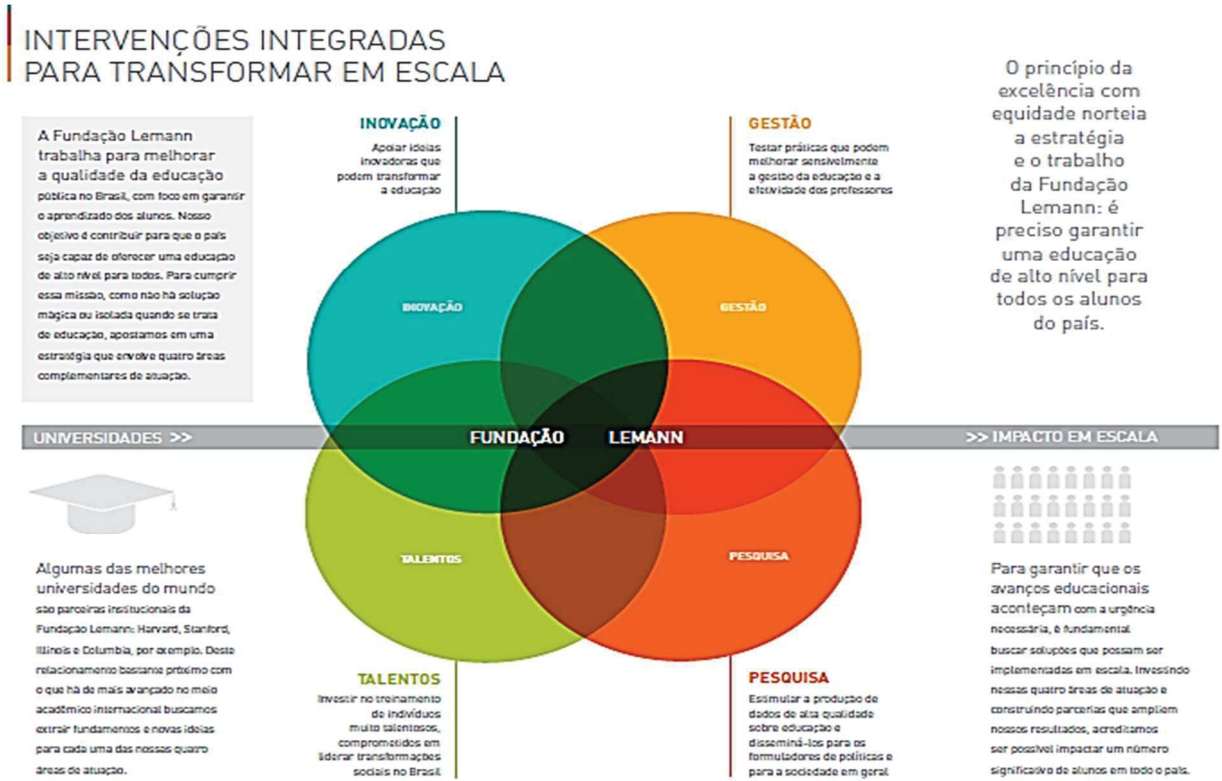 INTERVENÇÕES INTEGRADAS
PARA TRANSFORMAR EM ESCALA
A Fundação Lemann
trabalha para melhorar
a qualidade da educação
pública no Brasil, com foco em garantir
o aprendizado dos alunos. Nosso
objetivo é contribuir para que o país
seja capaz de oferecer uma educação
de alto nível para todos. Para cumprir
essa missão, como não há solução
mágica ou isolada quando se trata
de educação, apostamos em uma
estratégia que envolve quatro áreas
complementares de atuação.
INOVAÇÃO
Apoiar ideias
inovadoras que
podem transformar
a educação
GESTÃO
Testar práticas que podem
melhorar sensivelmente
a gestão da educação e a
efetividade dos professores
O princípio da
excelência com
equidade norteia
a estratégia
e o trabalho
da Fundação
Lemann: é
preciso garantir
uma educação
de alto nível para
todos os alunos
do país.
INOVAÇÃO
GESTÃO
UNIVERSIDADES >>
FUNDAÇÃO LEMANN
>> IMPACTO EM ESCALA
TALENTOS
PESQUISA
Algumas das melhores
universidades do mundo
são parceiras institucionais da
Fundação Lemann: Harvard, Stanford,
Illinois e Columbia, por exemplo. Deste
relacionamento bastante próximo com
o que há de mais avançado no meio
acadêmico internacional buscamos
extrair fundamentos e novas ideias
para cada uma das nossas quatro
áreas de atuação.
TALENTOS
Investir no treinamento
de indivíduos
muito talentosos,
comprometidos em
liderar transformações
sociais no Brasil
PESQUISA
Estimular a produção de
dados de alta qualidade
sobre educação e
disseminá-los para os
formuladores de políticas e
para a sociedade em geral
Para garantir que os
avanços educacionais
aconteçam com a urgência
necessária, é fundamental
buscar soluções que possam ser
implementadas em escala. Investindo
nessas quatro áreas de atuação e
construindo parcerias que ampliem
nossos resultados, acreditamos
ser possível impactar um número
significativo de alunos em todo o país.